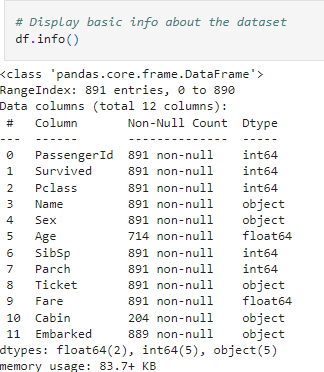 # Display basic info about the dataset
df.info()
<class 'pandas.core.frame.DataFrame'>
RangeIndex: 891 entries, 0 to 890
Data columns (total 12 columns):
 #   Column       Non-Null Count  Dtype
---  ------       --------------  -----
 0   PassengerId  891 non-null    int64
 1   Survived     891 non-null    int64
 2   Pclass       891 non-null    int64
 3   Name         891 non-null    object
 4   Sex          891 non-null    object
 5   Age          714 non-null    float64
 6   SibSp        891 non-null    int64
 7   Parch        891 non-null    int64
 8   Ticket       891 non-null    object
 9   Fare         891 non-null    float64
 10  Cabin        204 non-null    object
 11  Embarked     889 non-null    object
dtypes: float64(2), int64(5), object(5)
memory usage: 83.7+ KB